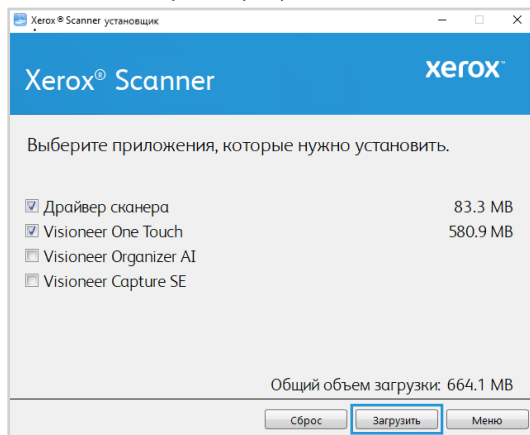 Xerox® Scanner установщик
Xerox® Scanner
xerox™
Выберите приложения, которые нужно установить.
Драйвер сканера 83.3 MB
Visioneer One Touch 580.9 MB
Visioneer Organizer AI
Visioneer Capture SE
Общий объем загрузки: 664.1 MB
Сброс Загрузить Меню